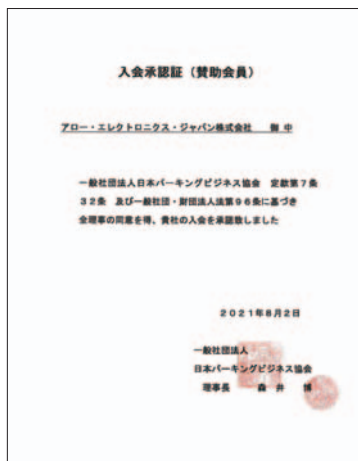 入会承認証（賛助会員）
アロー・エレクトロニクス・ジャパン株式会社　御中
一般社団法人日本パーキングビジネス協会　定款第７条
３２条　及び一般社団・財団法人法第９６条に基づき
全理事の同意を得、貴社の入会を承認致しました
２０２１年８月２日
一般社団法人
日本パーキングビジネス協会
理事長　森井　博